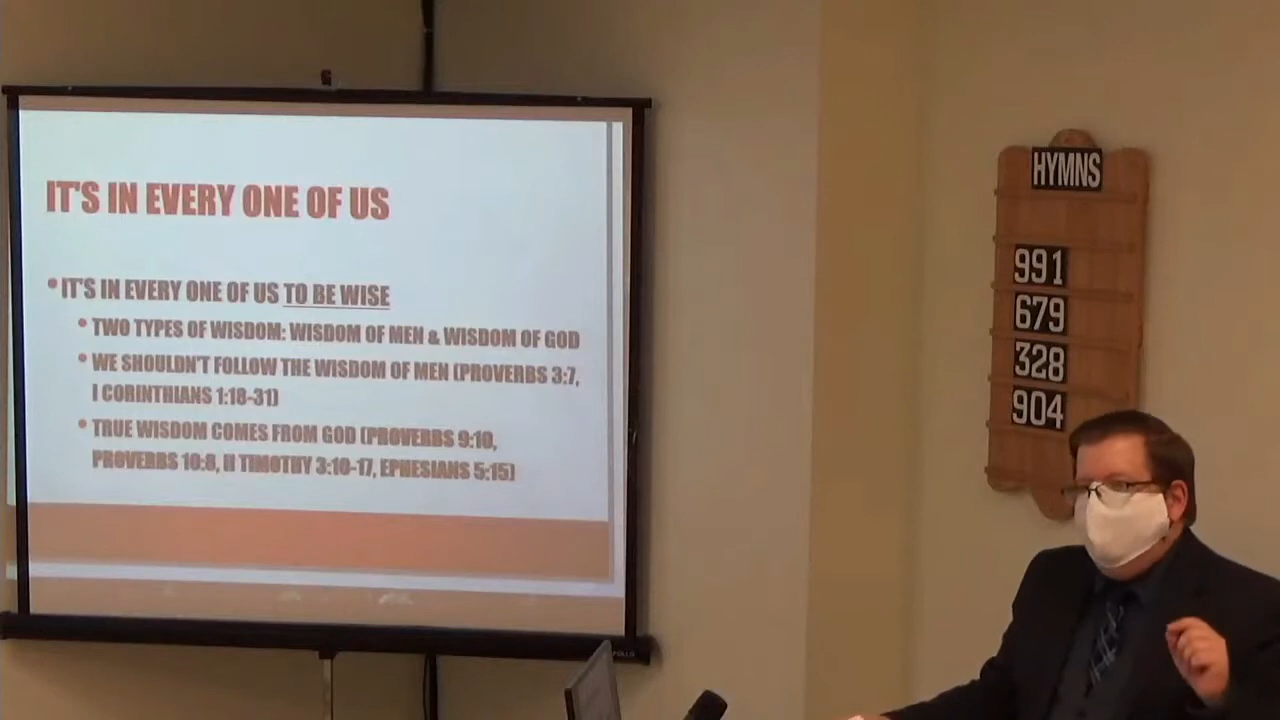 IT'S IN EVERY ONE OF US
• IT'S IN EVERY ONE OF US TO BE WISE
• TWO TYPES OF WISDOM: WISDOM OF MEN & WISDOM OF GOD
• WE SHOULDN'T FOLLOW THE WISDOM OF MEN (PROVERBS 3:7,
I CORINTHIANS 1:18-31)
• TRUE WISDOM COMES FROM GOD (PROVERBS 9:10,
PROVERBS 10:8, II TIMOTHY 3:10-17, EPHESIANS 5:15)
HYMNS
991
679
328
904